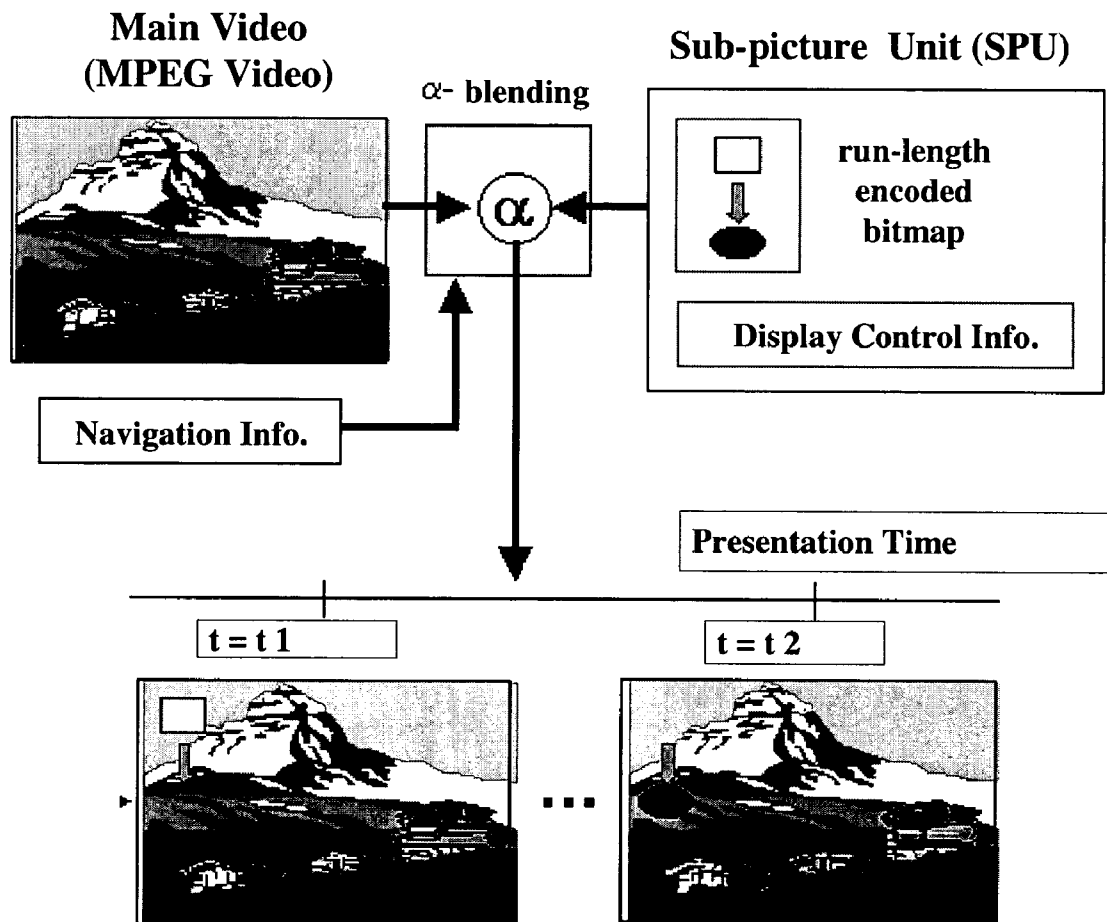 Main Video
(MPEG Video)
α- blending
Sub-picture Unit (SPU)
α
run-length
encoded
bitmap
Display Control Info.
Navigation Info.
Presentation Time
t = t 1
t = t 2